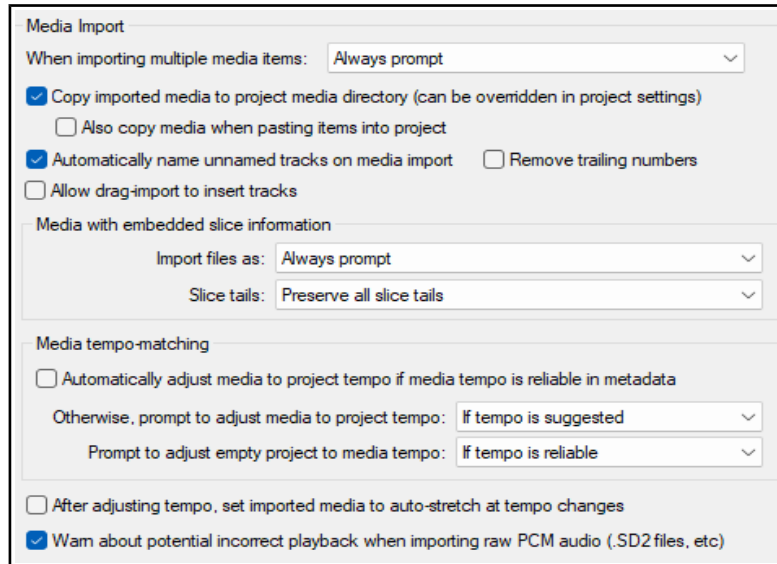 Media Import
When importing multiple media items: Always prompt
Copy imported media to project media directory (can be overridden in project settings)
Also copy media when pasting items into project
Automatically name unnamed tracks on media import Remove trailing numbers
Allow drag-import to insert tracks
Media with embedded slice information
Import files as: Always prompt
Slice tails: Preserve all slice tails
Media tempo-matching
Automatically adjust media to project tempo if media tempo is reliable in metadata
Otherwise, prompt to adjust media to project tempo: If tempo is suggested
Prompt to adjust empty project to media tempo: If tempo is reliable
After adjusting tempo, set imported media to auto-stretch at tempo changes
Warn about potential incorrect playback when importing raw PCM audio (.SD2 files, etc)